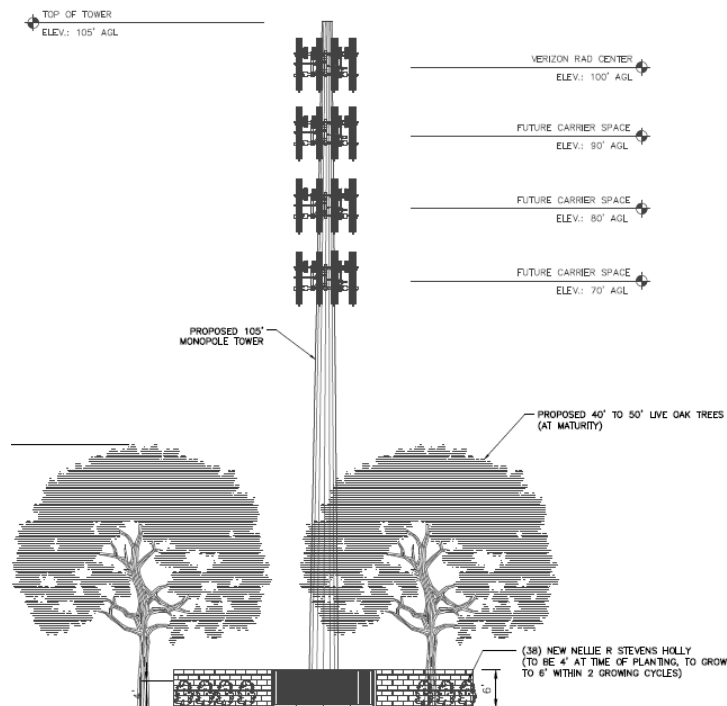 TOP OF TOWER
ELEV.: 105' AGL
VERIZON RAD CENTER
ELEV.: 100' AGL
FUTURE CARRIER SPACE
ELEV.: 90' AGL
FUTURE CARRIER SPACE
ELEV.: 80' AGL
FUTURE CARRIER SPACE
ELEV.: 70' AGL
PROPOSED 105'
MONOPOLE TOWER
PROPOSED 40' TO 50' LIVE OAK TREES
(AT MATURITY)
(38) NEW NELLIE R STEVENS HOLLY
(TO BE 4' AT TIME OF PLANTING, TO GROW
TO 6' WITHIN 2 GROWING CYCLES)
6'